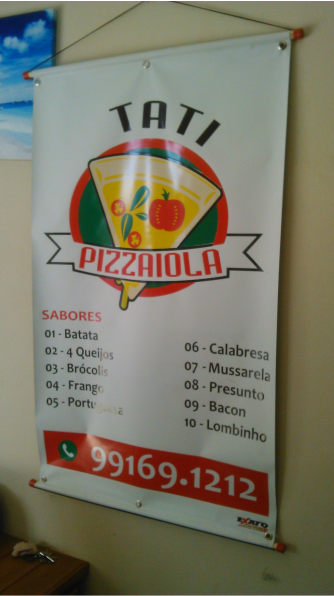 TATI
PIZZAIOLA
SABORES
01 - Batata
02 - 4 Queijos
03 - Brócolis
04 - Frango
05 - Portuguesa
06 - Calabresa
07 - Mussarela
08 - Presunto
09 - Bacon
10 - Lombinho
99169.1212
EXATO